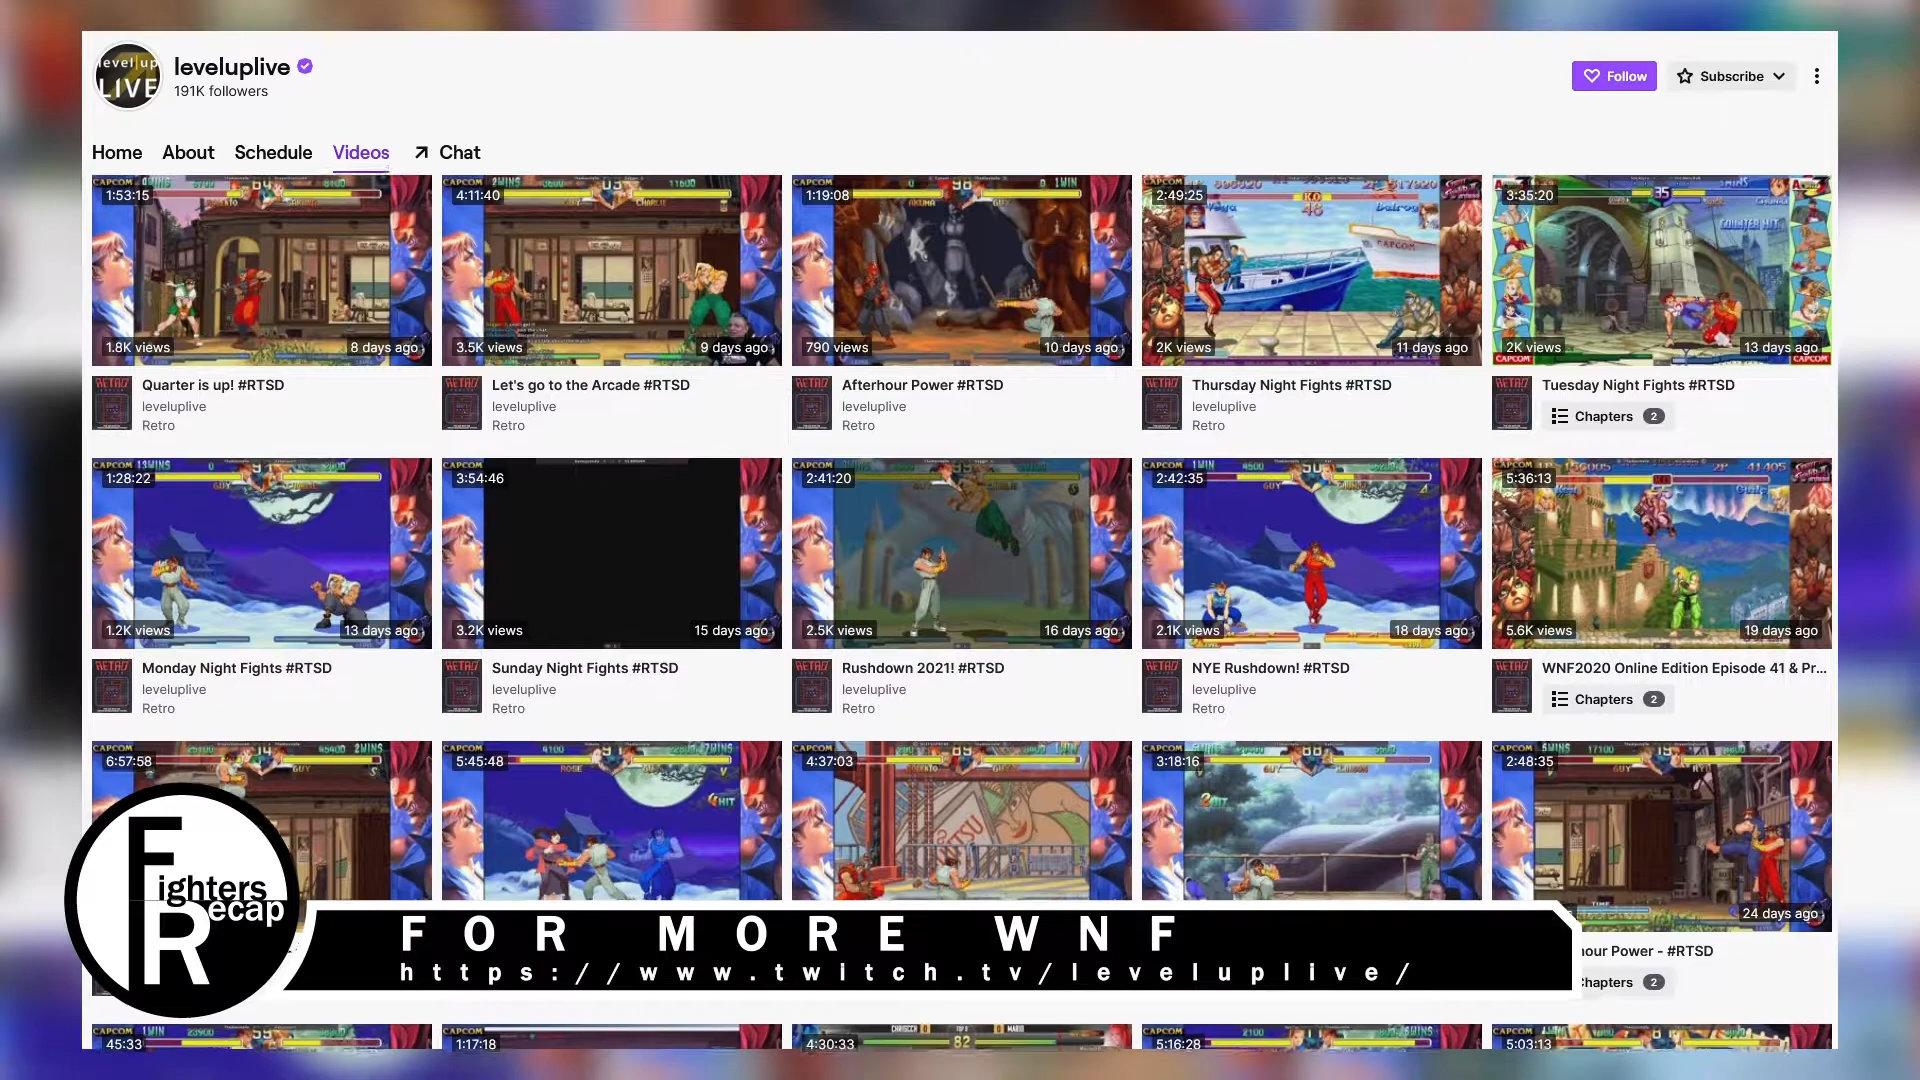 level|up
LIVE
leveluplive
191K followers
Follow
Subscribe
Home
About
Schedule
Videos
Chat
1:53:15
1.8K views
8 days ago
4:11:40
3.5K views
9 days ago
1:19:08
790 views
10 days ago
2:49:25
2K views
11 days ago
3:35:20
2K views
13 days ago
Quarter is up! #RTSD
leveluplive
Retro
Let's go to the Arcade #RTSD
leveluplive
Retro
Afterhour Power #RTSD
leveluplive
Retro
Thursday Night Fights #RTSD
leveluplive
Retro
Tuesday Night Fights #RTSD
Chapters 2
1:28:22
1.2K views
13 days ago
3:54:46
3.2K views
15 days ago
2:41:20
2.5K views
16 days ago
2:42:35
2.1K views
18 days ago
5:36:13
5.6K views
19 days ago
Monday Night Fights #RTSD
leveluplive
Retro
Sunday Night Fights #RTSD
leveluplive
Retro
Rushdown 2021! #RTSD
leveluplive
Retro
NYE Rushdown! #RTSD
leveluplive
Retro
WNF2020 Online Edition Episode 41 & Pr...
Chapters 2
6:57:58
5:45:48
4:37:03
3:18:16
2:48:35
24 days ago
hour Power - #RTSD
Chapters 2
Fighters
Recap
FOR MORE WNF
https://www.twitch.tv/leveluplive/
45:33
1:17:18
4:30:33
5:16:28
5:03:13